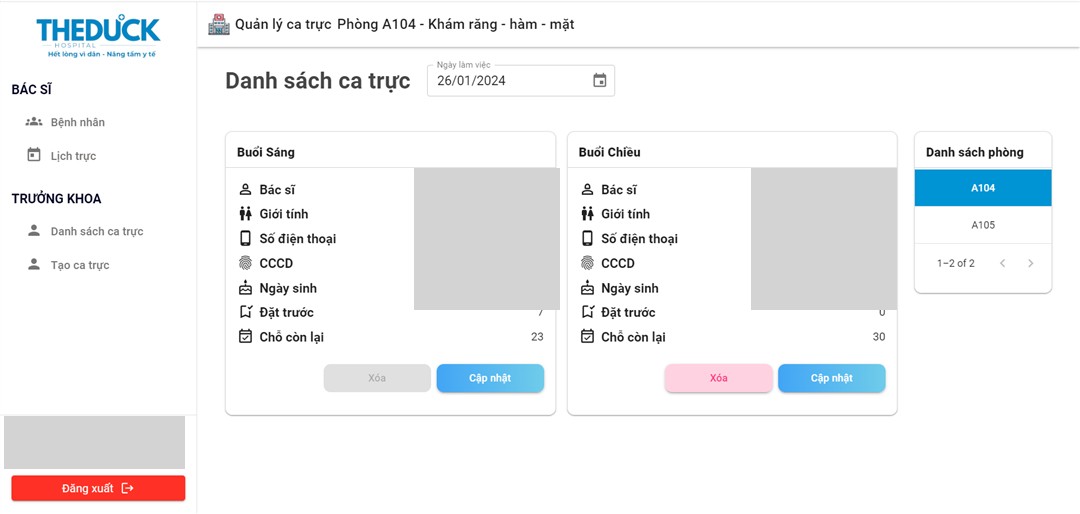 THEDUCK
HOSPITAL
Hết lòng vì dân - Nâng tầm y tế
BÁC SĨ
Bệnh nhân
Lịch trực
TRƯỞNG KHOA
Danh sách ca trực
Tạo ca trực
Đăng xuất
Quản lý ca trực Phòng A104 - Khám răng - hàm - mặt
Danh sách ca trực
Ngày làm việc
26/01/2024
Buổi Sáng
Bác sĩ
Giới tính
Số điện thoại
CCCD
Ngày sinh
Đặt trước 7
Chỗ còn lại 23
Xóa Cập nhật
Buổi Chiều
Bác sĩ
Giới tính
Số điện thoại
CCCD
Ngày sinh
Đặt trước 0
Chỗ còn lại 30
Xóa Cập nhật
Danh sách phòng
A104
A105
1–2 of 2